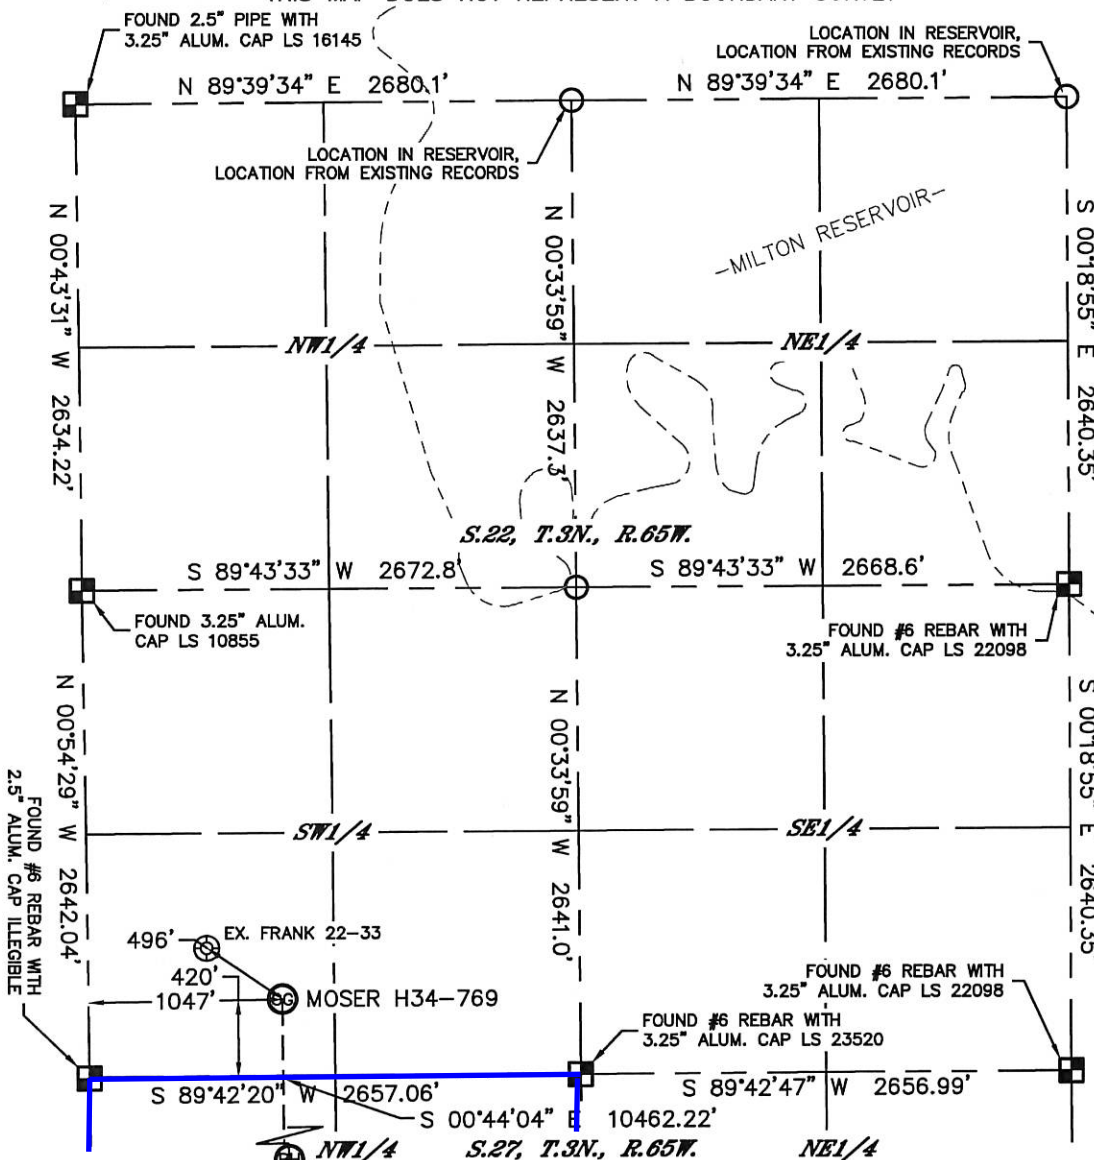 FOUND 2.5" PIPE WITH
3.25" ALUM. CAP LS 16145
LOCATION IN RESERVOIR,
LOCATION FROM EXISTING RECORDS
N 89°39'34" E 2680.1'
N 89°39'34" E 2680.1'
LOCATION IN RESERVOIR,
LOCATION FROM EXISTING RECORDS
N 00°43'31" W 2634.22'
N 00°33'59" W 2637.3'
-MILTON RESERVOIR-
S 00°18'55" E 2640.35'
NW1/4
NE1/4
S.22, T.3N., R.65W.
S 89°43'33" W 2672.8'
S 89°43'33" W 2668.6'
FOUND 3.25" ALUM.
CAP LS 10855
FOUND #6 REBAR WITH
3.25" ALUM. CAP LS 22098
N 00°54'29" W 2642.04'
N 00°33'59" W 2641.0'
S 00°18'55" E 2640.35'
SW1/4
SE1/4
FOUND #6 REBAR WITH
2.5" ALUM. CAP ILLEGIBLE
496'
EX. FRANK 22-33
420'
1047'
MOSER H34-769
FOUND #6 REBAR WITH
3.25" ALUM. CAP LS 22098
FOUND #6 REBAR WITH
3.25" ALUM. CAP LS 23520
S 89°42'20" W 2657.06'
S 89°42'47" W 2656.99'
S 00°44'04" E 10462.22'
NW1/4
S.27, T.3N., R.65W.
NE1/4